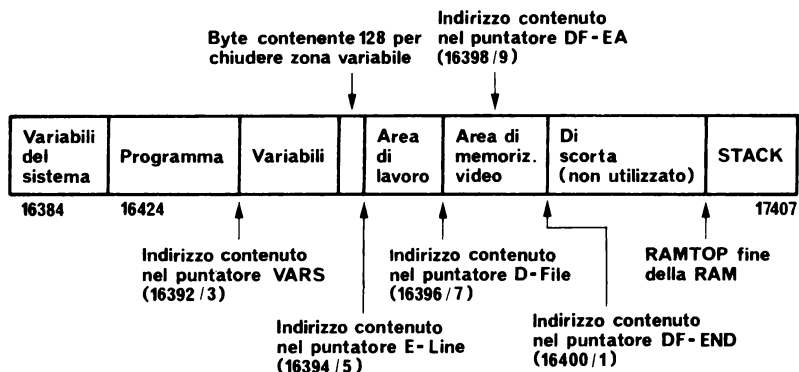 Byte contenente 128 per
chiudere zona variabile
Indirizzo contenuto
nel puntatore DF-EA
(16398/9)
Variabili
del
sistema
Programma
Variabili
Area
di
lavoro
Area di
memoriz.
video
Di
scorta
(non utilizzato)
STACK
16384
16424
17407
Indirizzo contenuto
nel puntatore VARS
(16392/3)
Indirizzo contenuto
nel puntatore D-File
(16396/7)
RAMTOP fine
della RAM
Indirizzo contenuto
nel puntatore E-Line
(16394/5)
Indirizzo contenuto
nel puntatore DF-END
(16400/1)